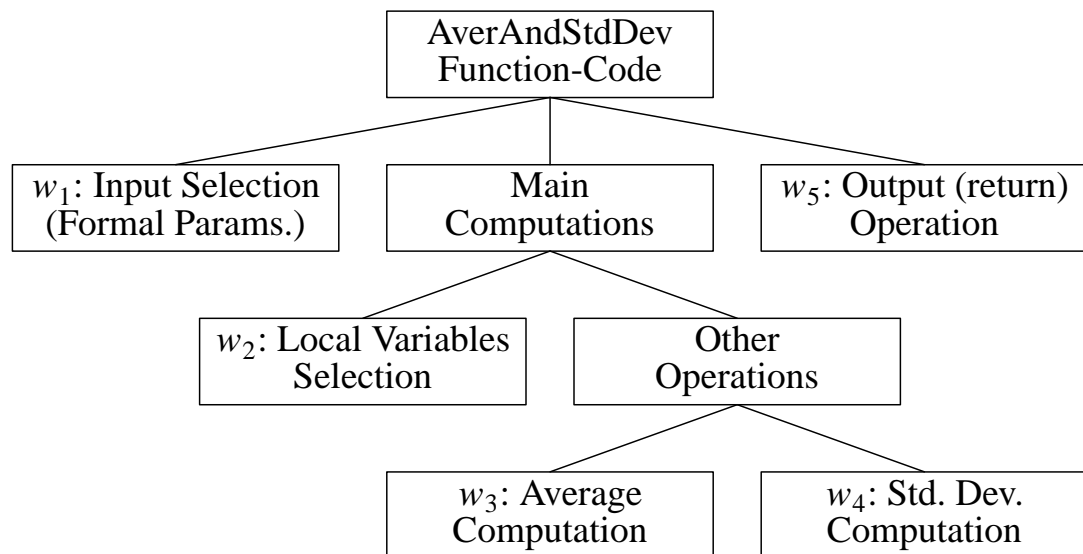 AverAndStdDev
Function-Code
w₁: Input Selection
(Formal Params.)
Main
Computations
w₅: Output (return)
Operation
w₂: Local Variables
Selection
Other
Operations
w₃: Average
Computation
w₄: Std. Dev.
Computation